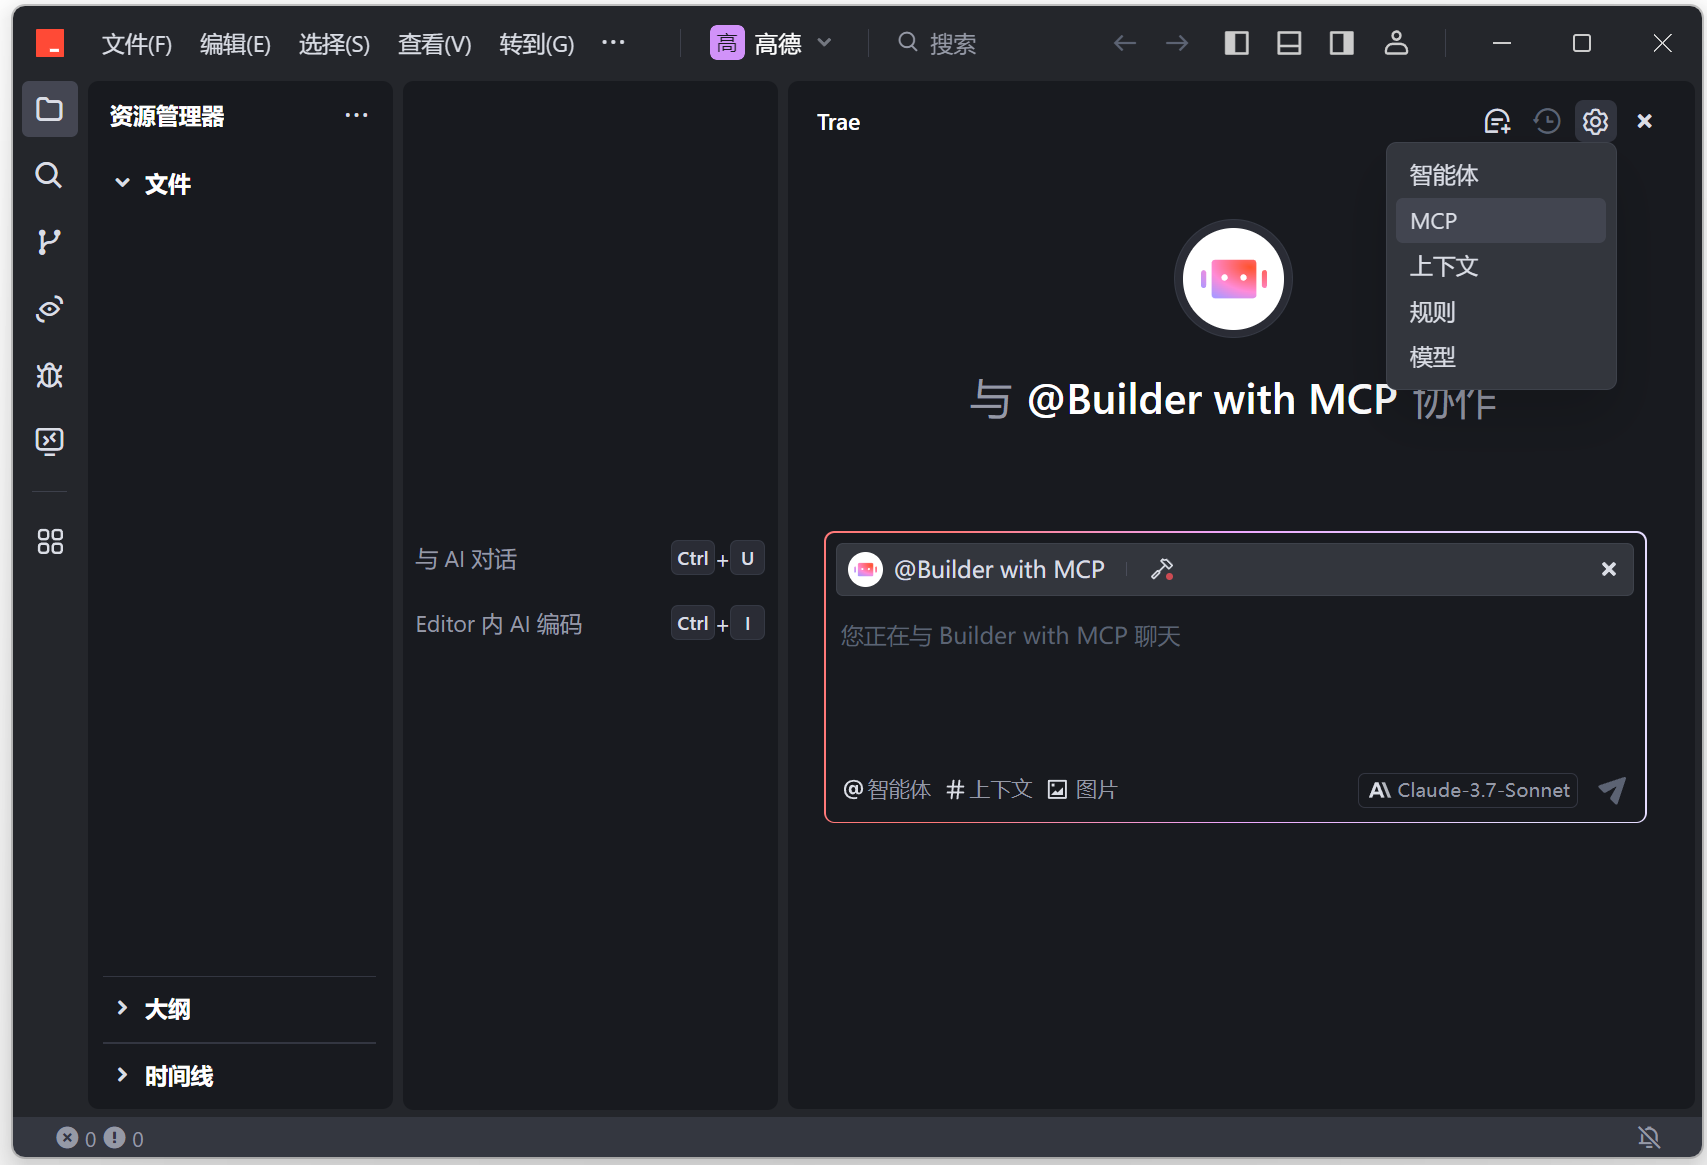 文件(F) 编辑(E) 选择(S) 查看(V) 转到(G) ··· 高 高德 搜索
资源管理器 ···
文件
大纲
时间线
与 AI 对话 Ctrl + U
Editor 内 AI 编码 Ctrl + I
Trae
智能体
MCP
上下文
规则
模型
与 @Builder with MCP 协作
@Builder with MCP
您正在与 Builder with MCP 聊天
@智能体 #上下文 图片 Claude-3.7-Sonnet
0 0